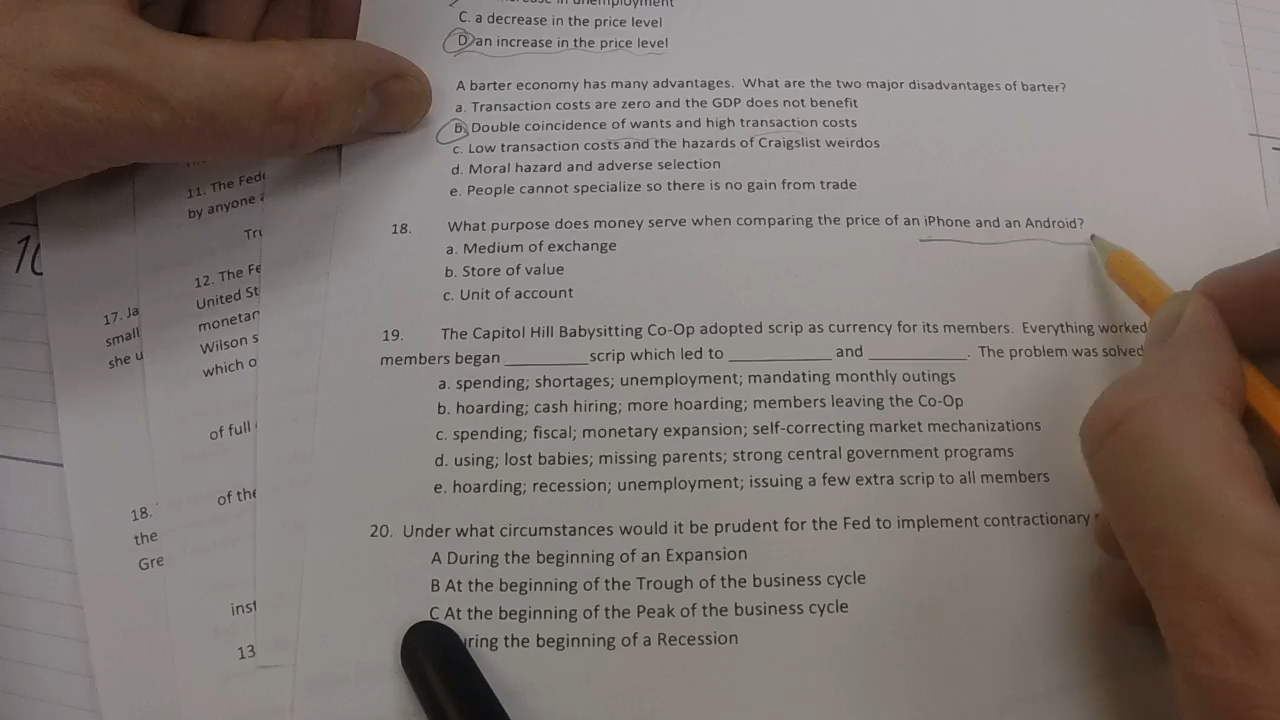 C. a decrease in the price level
D an increase in the price level
A barter economy has many advantages. What are the two major disadvantages of barter?
a. Transaction costs are zero and the GDP does not benefit
b. Double coincidence of wants and high transaction costs
c. Low transaction costs and the hazards of Craigslist weirdos
d. Moral hazard and adverse selection
e. People cannot specialize so there is no gain from trade
18. What purpose does money serve when comparing the price of an iPhone and an Android?
a. Medium of exchange
b. Store of value
c. Unit of account
19. The Capitol Hill Babysitting Co-Op adopted scrip as currency for its members. Everything worked
members began _________ scrip which led to ___________ and ___________. The problem was solved
a. spending; shortages; unemployment; mandating monthly outings
b. hoarding; cash hiring; more hoarding; members leaving the Co-Op
c. spending; fiscal; monetary expansion; self-correcting market mechanizations
d. using; lost babies; missing parents; strong central government programs
e. hoarding; recession; unemployment; issuing a few extra scrip to all members
20. Under what circumstances would it be prudent for the Fed to implement contractionary
A During the beginning of an Expansion
B At the beginning of the Trough of the business cycle
C At the beginning of the Peak of the business cycle
the beginning of a Recession
11. The
by anyone
12. The
United
Wilson
which
of full
of
13
17.
small
she
18.
the